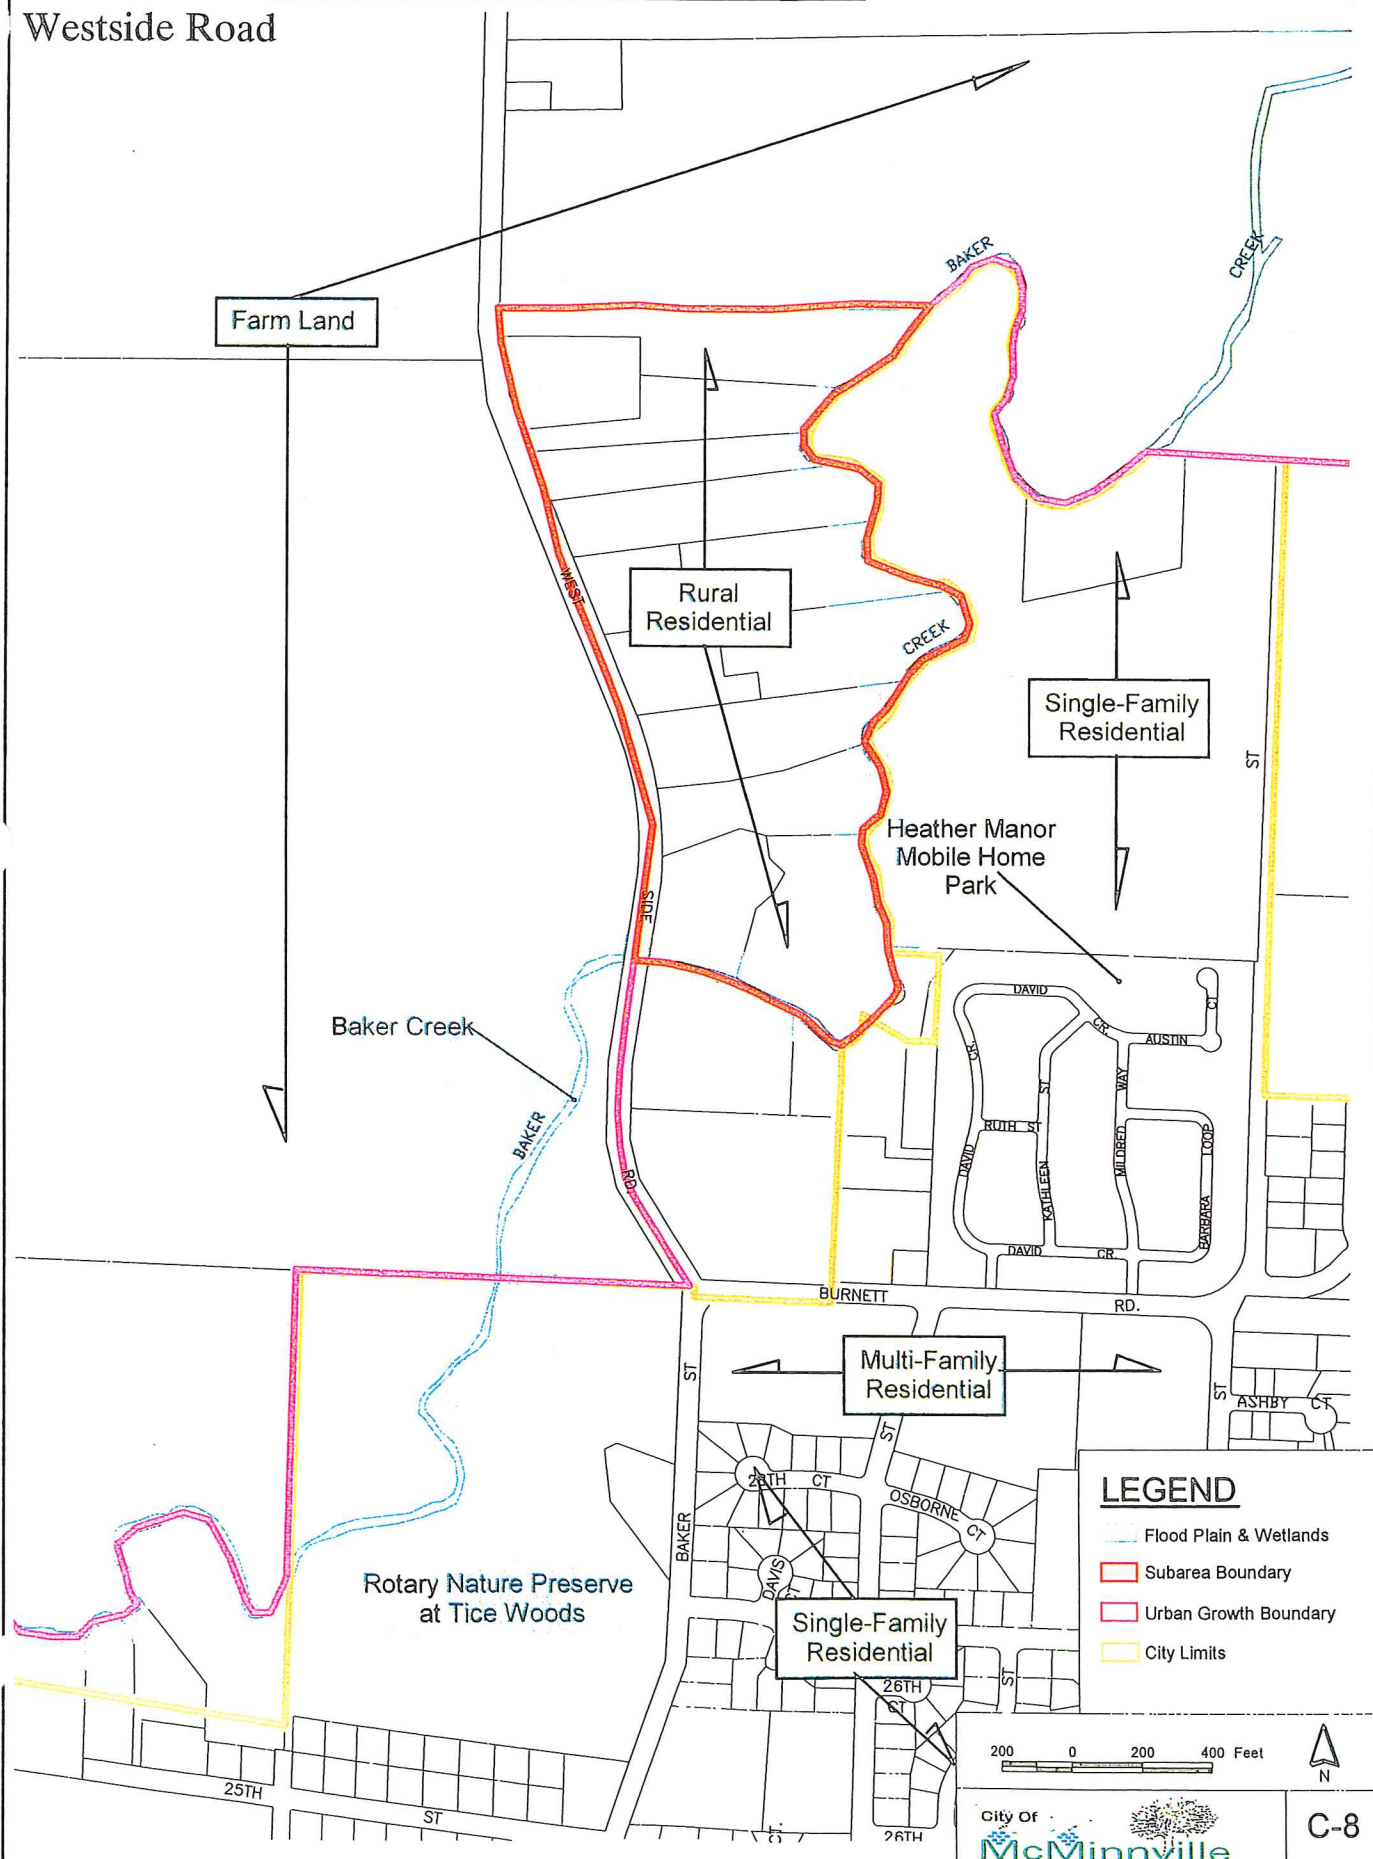 Westside Road
BAKER
CREEK
Farm Land
WEST
Rural
Residential
CREEK
Single-Family
Residential
ST
Heather Manor
Mobile Home
Park
SIDE
DAVID
CR.
CT
AUSTIN
CR.
Baker Creek
ST
WAY
BAKER
RUTH ST
DAVID
KATHLEEN
MILDRED
LOOP
BARBARA
RD.
DAVID
CR.
BURNETT
RD.
Multi-Family
Residential
ST
ST
ASHBY CT
ST
28TH CT
OSBORNE
CT
BAKER
DAVIS
CT
LEGEND
Flood Plain & Wetlands
Subarea Boundary
Urban Growth Boundary
City Limits
Rotary Nature Preserve
at Tice Woods
Single-Family
Residential
26TH
CT
ST
200 0 200 400 Feet
N
25TH
ST
CT.
26TH
City Of
McMinnville
C-8